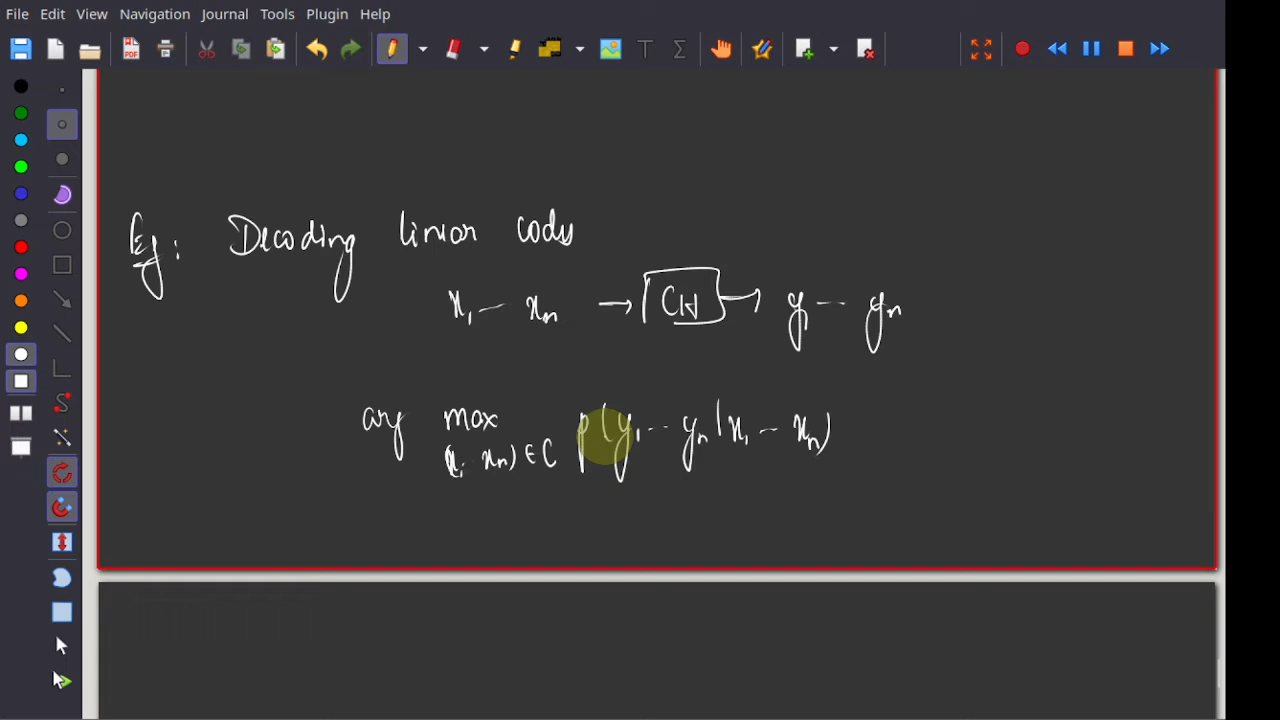 File Edit View Navigation Journal Tools Plugin Help
Eg: Decoding linear codes
x₁ -- xₙ → CH → y₁ -- yₙ
arg max p(y₁ -- yₙ | x₁ -- xₙ)
(x₁ xₙ) ∈ C